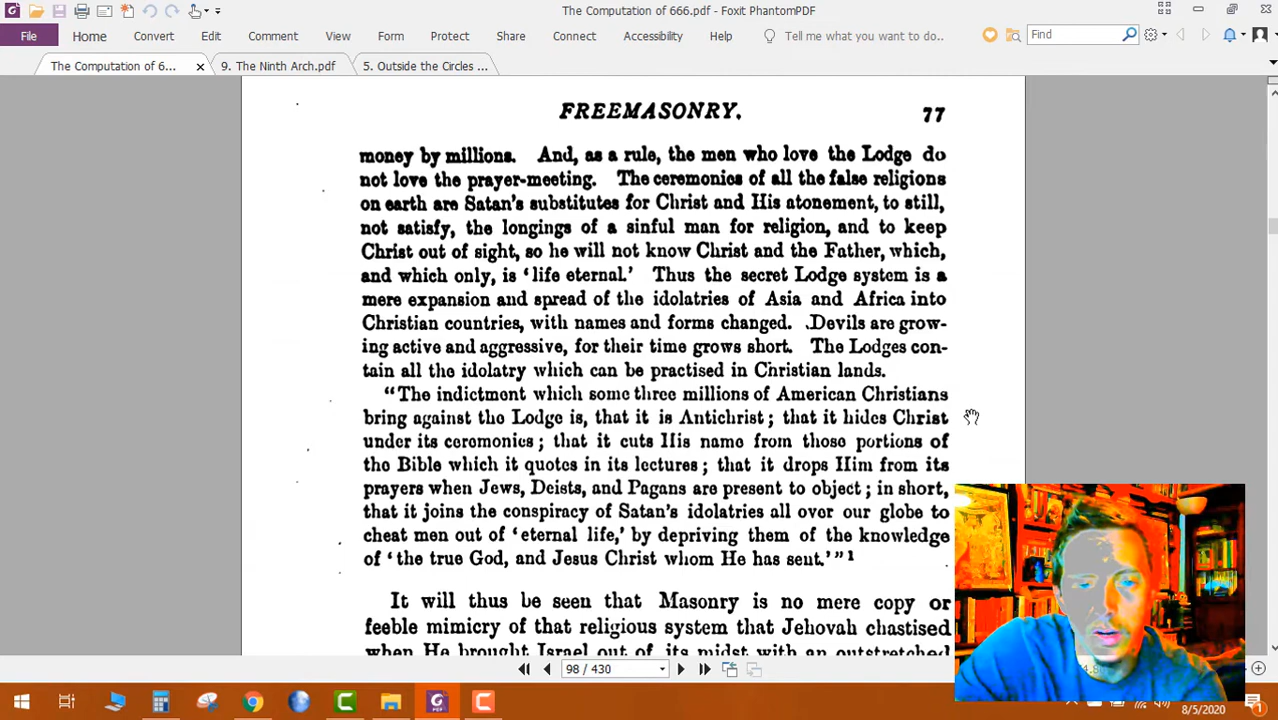 The Computation of 666.pdf - Foxit PhantomPDF
File Home Convert Edit Comment View Form Protect Share Connect Accessibility Help Tell me what you want to do.. Find
The Computation of 6... 9. The Ninth Arch.pdf 5. Outside the Circles ...
FREEMASONRY. 77
money by millions. And, as a rule, the men who love the Lodge do
not love the prayer-meeting. The ceremonies of all the false religions
on earth are Satan's substitutes for Christ and His atonement, to still,
not satisfy, the longings of a sinful man for religion, and to keep
Christ out of sight, so he will not know Christ and the Father, which,
and which only, is 'life eternal.' Thus the secret Lodge system is a
mere expansion and spread of the idolatries of Asia and Africa into
Christian countries, with names and forms changed. Devils are grow-
ing active and aggressive, for their time grows short. The Lodges con-
tain all the idolatry which can be practised in Christian lands.
"The indictment which some three millions of American Christians
bring against the Lodge is, that it is Antichrist; that it hides Christ
under its ceremonies; that it cuts His name from those portions of
the Bible which it quotes in its lectures; that it drops Him from its
prayers when Jews, Deists, and Pagans are present to object; in short,
that it joins the conspiracy of Satan's idolatries all over our globe to
cheat men out of 'eternal life,' by depriving them of the knowledge
of 'the true God, and Jesus Christ whom He has sent.'" 1
It will thus be seen that Masonry is no mere copy or
feeble mimicry of that religious system that Jehovah chastised
when He brought Israel out of its midst with an outstretched
98 / 430
8/5/2020